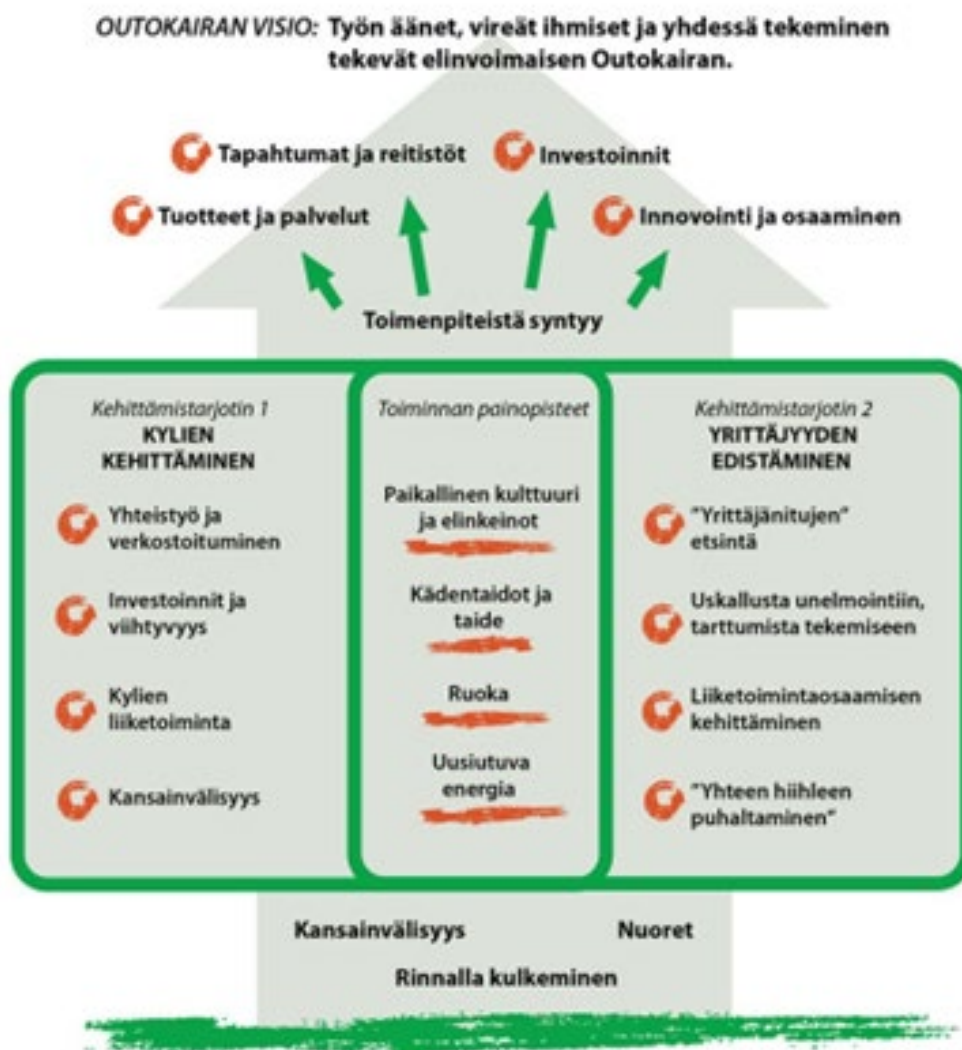 OUTOKAIRAN VISIO: Työn äänet, vireät ihmiset ja yhdessä tekeminen
tekevät elinvoimaisen Outokairan.
Tapahtumat ja reitistöt
Investoinnit
Tuotteet ja palvelut
Innovointi ja osaaminen
Toimenpiteistä syntyy
Kehittämistarjotin 1
KYLIEN
KEHITTÄMINEN
Yhteistyö ja
verkostoituminen
Investoinnit ja
viihtyvyys
Kylien
liiketoiminta
Kansainvälisyys
Toiminnan painopisteet
Paikallinen kulttuuri
ja elinkeinot
Kädentaidot ja
taide
Ruoka
Uusiutuva
energia
Kehittämistarjotin 2
YRITTÄJYYDEN
EDISTÄMINEN
"Yrittäjänitujen"
etsintä
Uskallusta unelmointiin,
tarttumista tekemiseen
Liiketoimintaosaamisen
kehittäminen
"Yhteen hiihleen
puhaltaminen"
Kansainvälisyys
Nuoret
Rinnalla kulkeminen